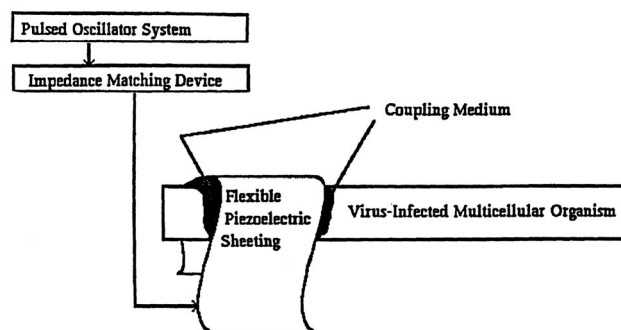 Pulsed Oscillator System
Impedance Matching Device
Coupling Medium
Flexible
Piezoelectric
Sheeting
Virus-Infected Multicellular Organism